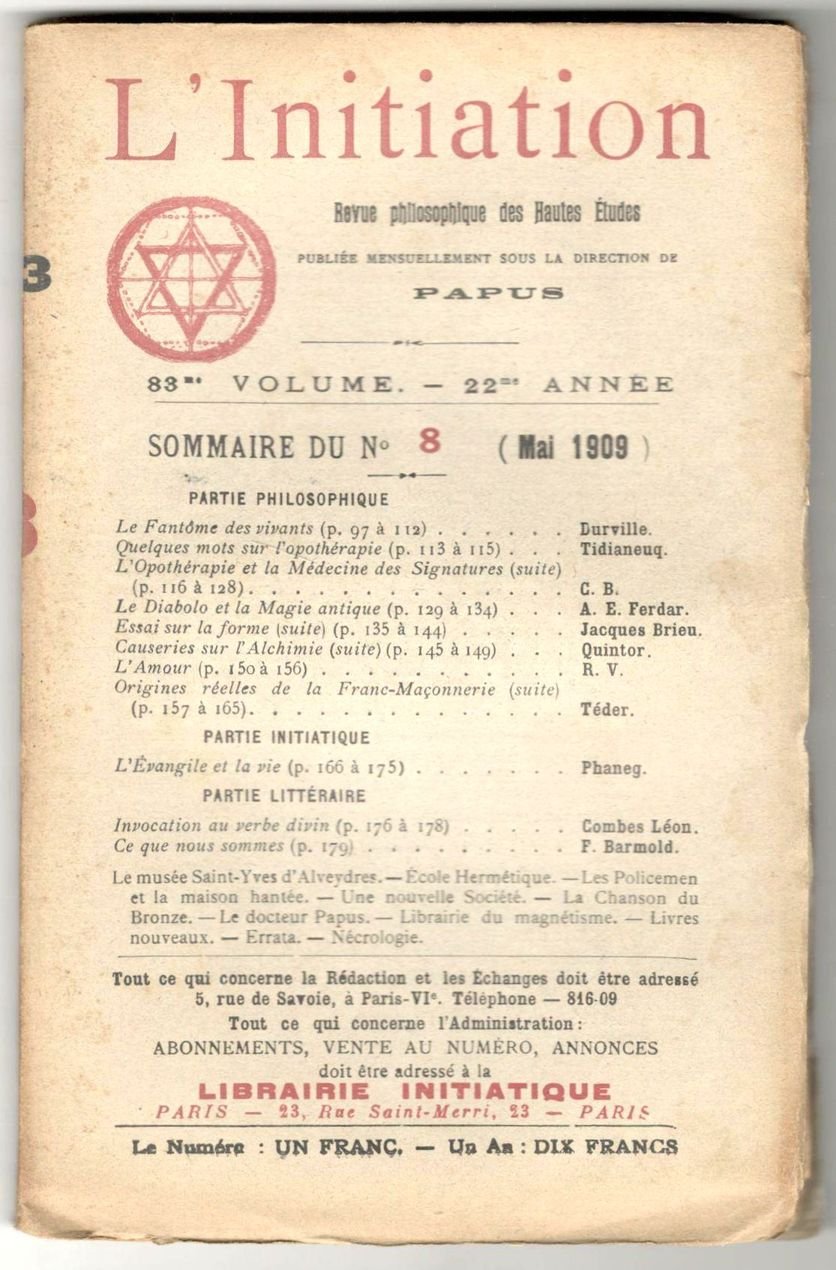 L'Initiation
Revue philosophique des Hautes Études
PUBLIÉE MENSUELLEMENT SOUS LA DIRECTION DE
PAPUS
3
83me VOLUME. — 22me ANNÉE
SOMMAIRE DU No 8 (Mai 1909)
PARTIE PHILOSOPHIQUE
Le Fantôme des vivants (p. 97 à 112) . . . . . . Durville.
Quelques mots sur l'opothérapie (p. 113 à 115) . . . Tidianeuq.
L'Opothérapie et la Médecine des Signatures (suite)
(p. 116 à 128). . . . . . . . . . . . . . C. B.
Le Diabolo et la Magie antique (p. 129 à 134) . . . A. E. Ferdar.
Essai sur la forme (suite) (p. 135 à 144) . . . . . Jacques Brieu.
Causeries sur l'Alchimie (suite) (p. 145 à 149) . . . Quintor.
L'Amour (p. 150 à 156) . . . . . . . . . . . R. V.
Origines réelles de la Franc-Maçonnerie (suite)
(p. 157 à 165). . . . . . . . . . . . . . Téder.
PARTIE INITIATIQUE
L'Évangile et la vie (p. 166 à 175) . . . . . . . Phaneg.
PARTIE LITTÉRAIRE
Invocation au verbe divin (p. 176 à 178) . . . . . Combes Léon.
Ce que nous sommes (p. 179) . . . . . . . . . F. Barmold.
Le musée Saint-Yves d'Alveydres. — École Hermétique. — Les Policemen
et la maison hantée. — Une nouvelle Société. — La Chanson du
Bronze. — Le docteur Papus. — Librairie du magnétisme. — Livres
nouveaux. — Errata. — Nécrologie.
Tout ce qui concerne la Rédaction et les Échanges doit être adressé
5, rue de Savoie, à Paris-VIe. Téléphone — 816-09
Tout ce qui concerne l'Administration:
ABONNEMENTS, VENTE AU NUMÉRO, ANNONCES
doit être adressé à la
LIBRAIRIE INITIATIQUE
PARIS — 23, Rue Saint-Merri, 23 — PARIS
Le Numéro : UN FRANC. — Un An : DIX FRANCS